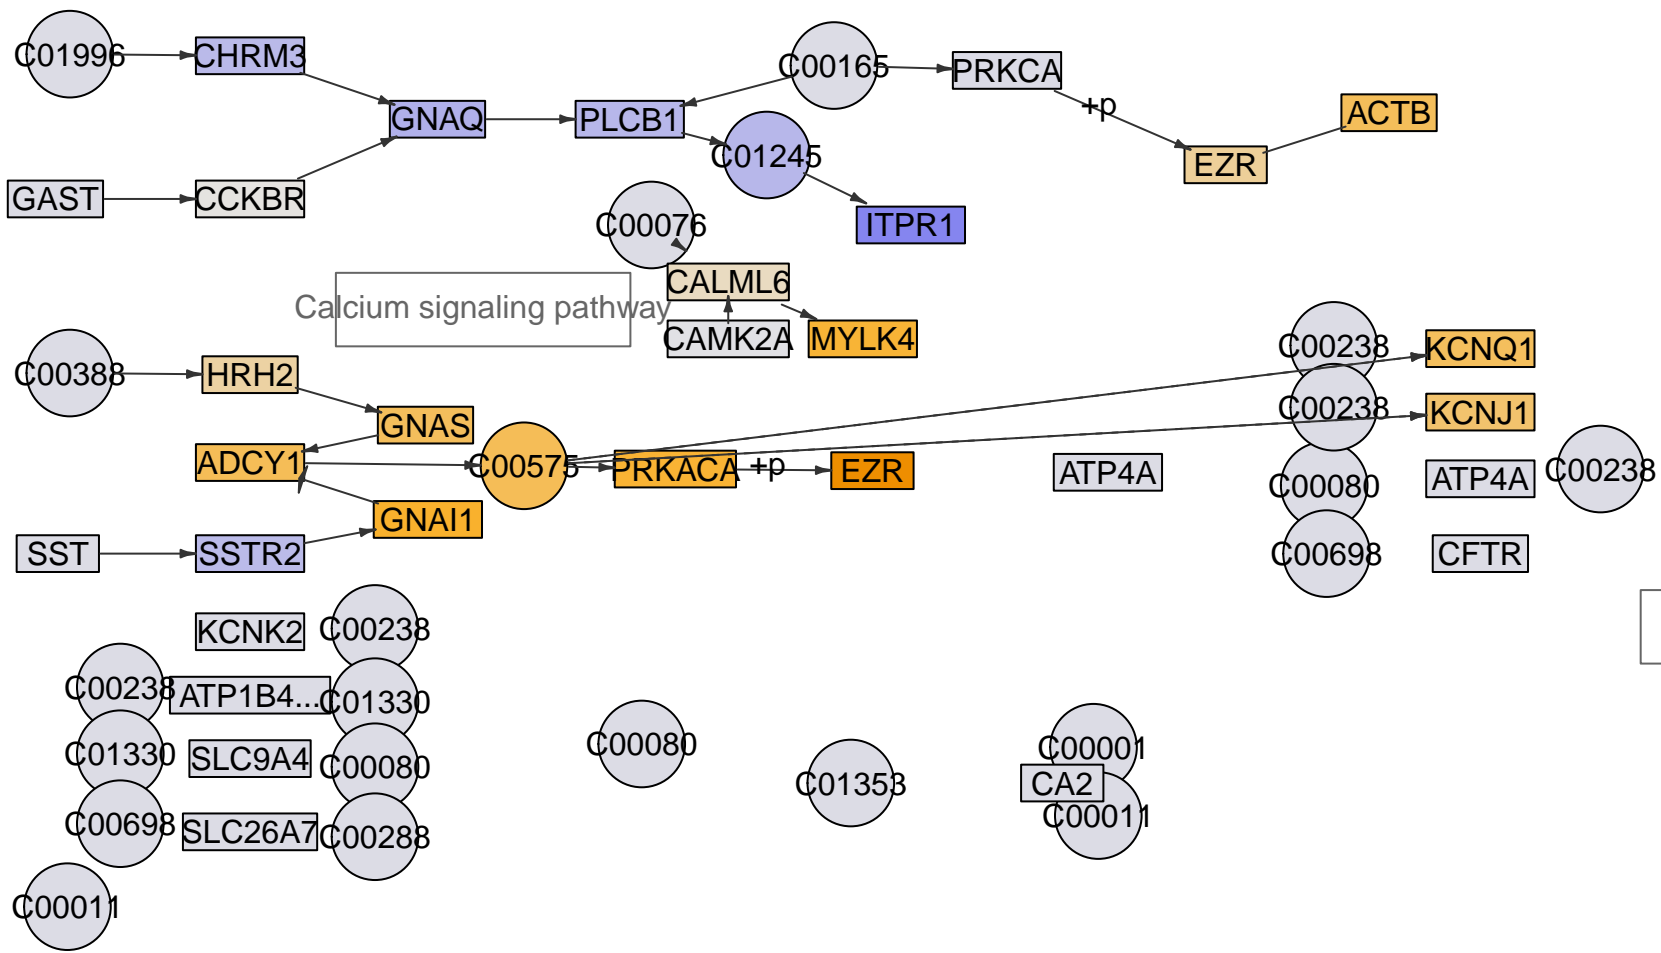 C01996
CHRM3
C00165
PRKCA
+p
ACTB
GNAQ
PLCB1
C01245
EZR
GAST
CCKBR
C00076
ITPR1
CALML6
Calcium signaling pathway
CAMK2A
MYLK4
C00238
KCNQ1
C00388
HRH2
C00238
KCNJ1
GNAS
ADCY1
C00575
PRKACA
+p
EZR
ATP4A
C00080
ATP4A
C00238
GNAI1
SST
SSTR2
C00698
CFTR
KCNK2
C00238
C00238
ATP1B4...
C01330
C01330
SLC9A4
C00080
C00080
C01353
C00001
CA2
C00011
C00698
SLC26A7
C00288
C00011